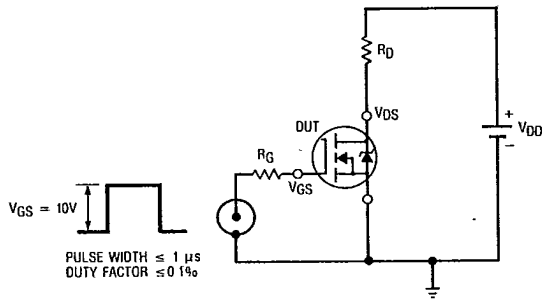 RD
VDS
DUT
+
VDD
−
RG
VGS
VGS = 10V
PULSE WIDTH ≤ 1 μs
DUTY FACTOR ≤ 0.1%